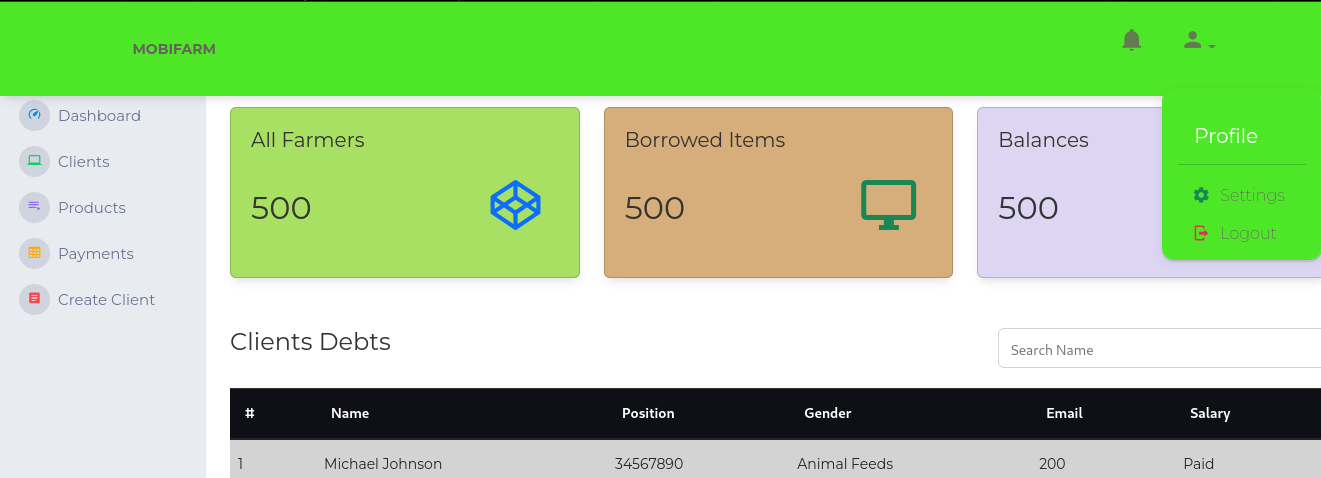 MOBIFARM
Dashboard
Clients
Products
Payments
Create Client
All Farmers
500
Borrowed Items
500
Balances
500
Profile
Settings
Logout
Clients Debts
Search Name
# Name Position Gender Email Salary
1 Michael Johnson 34567890 Animal Feeds 200 Paid